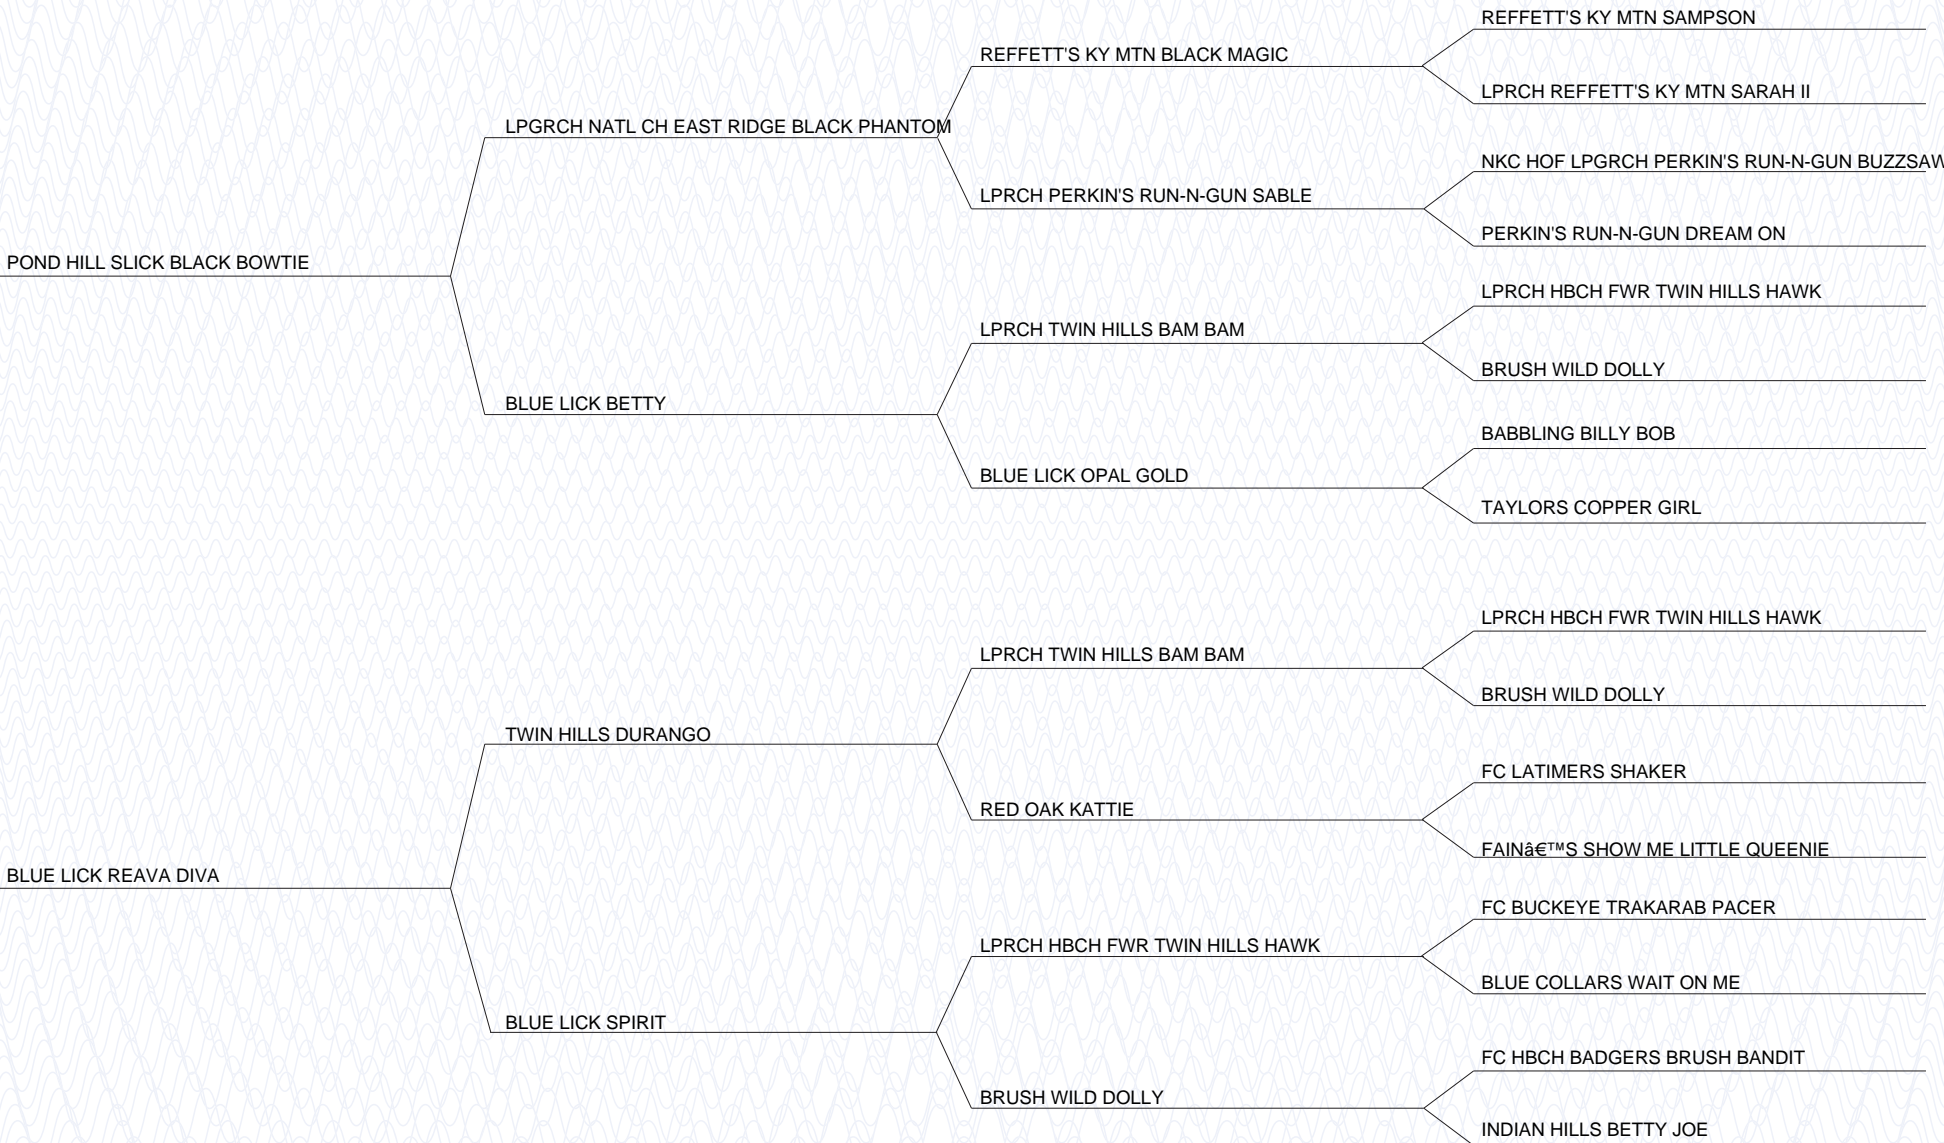 REFFETT'S KY MTN SAMPSON
REFFETT'S KY MTN BLACK MAGIC
LPRCH REFFETT'S KY MTN SARAH II
LPGRCH NATL CH EAST RIDGE BLACK PHANTOM
NKC HOF LPGRCH PERKIN'S RUN-N-GUN BUZZSAW
LPRCH PERKIN'S RUN-N-GUN SABLE
PERKIN'S RUN-N-GUN DREAM ON
POND HILL SLICK BLACK BOWTIE
LPRCH HBCH FWR TWIN HILLS HAWK
LPRCH TWIN HILLS BAM BAM
BRUSH WILD DOLLY
BLUE LICK BETTY
BABBLING BILLY BOB
BLUE LICK OPAL GOLD
TAYLORS COPPER GIRL
LPRCH HBCH FWR TWIN HILLS HAWK
LPRCH TWIN HILLS BAM BAM
BRUSH WILD DOLLY
TWIN HILLS DURANGO
FC LATIMERS SHAKER
RED OAK KATTIE
FAINâ€™S SHOW ME LITTLE QUEENIE
BLUE LICK REAVA DIVA
FC BUCKEYE TRAKARAB PACER
LPRCH HBCH FWR TWIN HILLS HAWK
BLUE COLLARS WAIT ON ME
BLUE LICK SPIRIT
FC HBCH BADGERS BRUSH BANDIT
BRUSH WILD DOLLY
INDIAN HILLS BETTY JOE